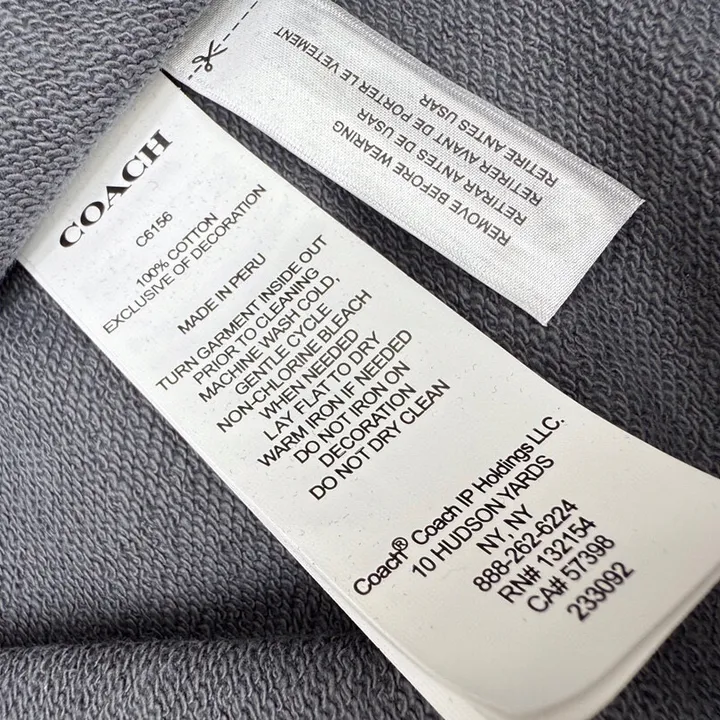 COACH
C6156
100% COTTON
EXCLUSIVE OF DECORATION
MADE IN PERU
TURN GARMENT INSIDE OUT
PRIOR TO CLEANING
MACHINE WASH COLD,
GENTLE CYCLE
NON-CHLORINE BLEACH
WHEN NEEDED
LAY FLAT TO DRY
WARM IRON IF NEEDED
DO NOT IRON ON
DECORATION
DO NOT DRY CLEAN
Coach® Coach IP Holdings LLC.
10 HUDSON YARDS
NY, NY
888-262-6224
RN# 132154
CA# 57398
233092
REMOVE BEFORE WEARING
RETIRAR ANTES DE USAR
RETIRER AVANT DE PORTER LE VETEMENT
RETIRE ANTES USAR